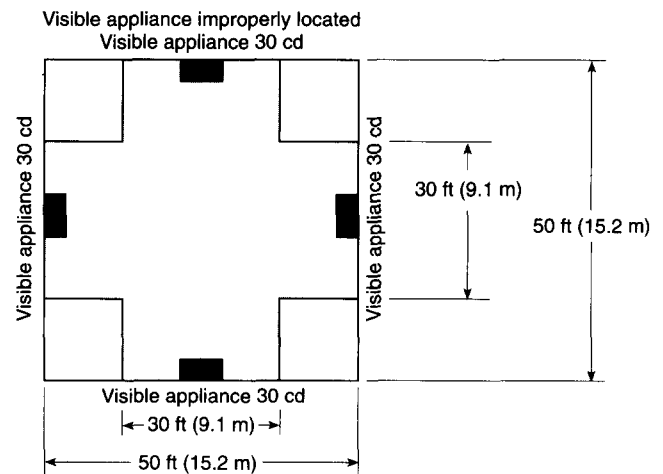 Visible appliance improperly located
Visible appliance 30 cd
Visible appliance 30 cd
Visible appliance 30 cd
30 ft (9.1 m)
50 ft (15.2 m)
Visible appliance 30 cd
30 ft (9.1 m)
50 ft (15.2 m)